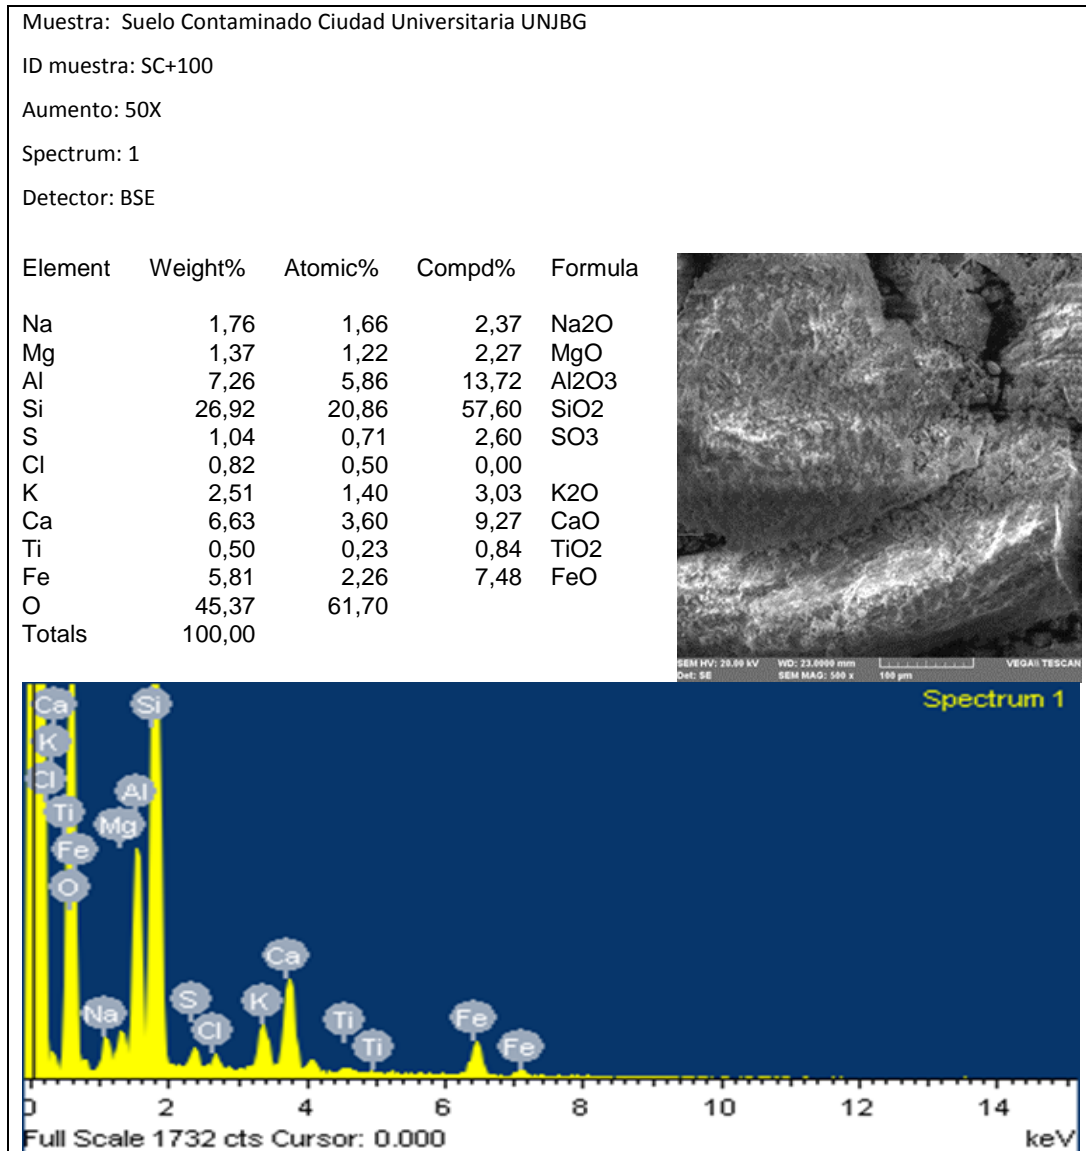 Muestra: Suelo Contaminado Ciudad Universitaria UNJBG
ID muestra: SC+100
Aumento: 50X
Spectrum: 1
Detector: BSE
Element Weight% Atomic% Compd% Formula
Na 1,76 1,66 2,37 Na2O
Mg 1,37 1,22 2,27 MgO
Al 7,26 5,86 13,72 Al2O3
Si 26,92 20,86 57,60 SiO2
S 1,04 0,71 2,60 SO3
Cl 0,82 0,50 0,00
K 2,51 1,40 3,03 K2O
Ca 6,63 3,60 9,27 CaO
Ti 0,50 0,23 0,84 TiO2
Fe 5,81 2,26 7,48 FeO
O 45,37 61,70
Totals 100,00
SEM HV: 20.00 kV WD: 23.0000 mm VEGA\\ TESCAN
Det: SE SEM MAG: 500 x 100 µm
Spectrum 1
Ca Si
K
Cl Al
Ti Mg
Fe
O
Ca
Na S Cl K Ti Ti Fe Fe
0 2 4 6 8 10 12 14
Full Scale 1732 cts Cursor: 0.000 keV